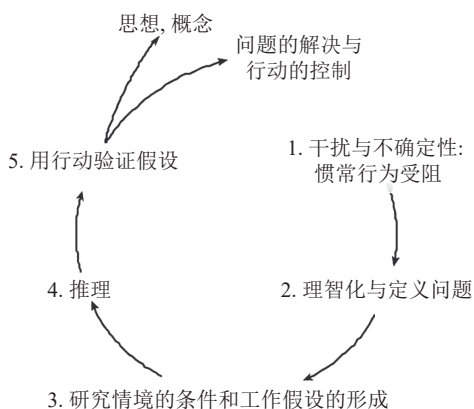 思想, 概念
问题的解决与
行动的控制
5. 用行动验证假设
1. 干扰与不确定性:
惯常行为受阻
4. 推理
2. 理智化与定义问题
3. 研究情境的条件和工作假设的形成